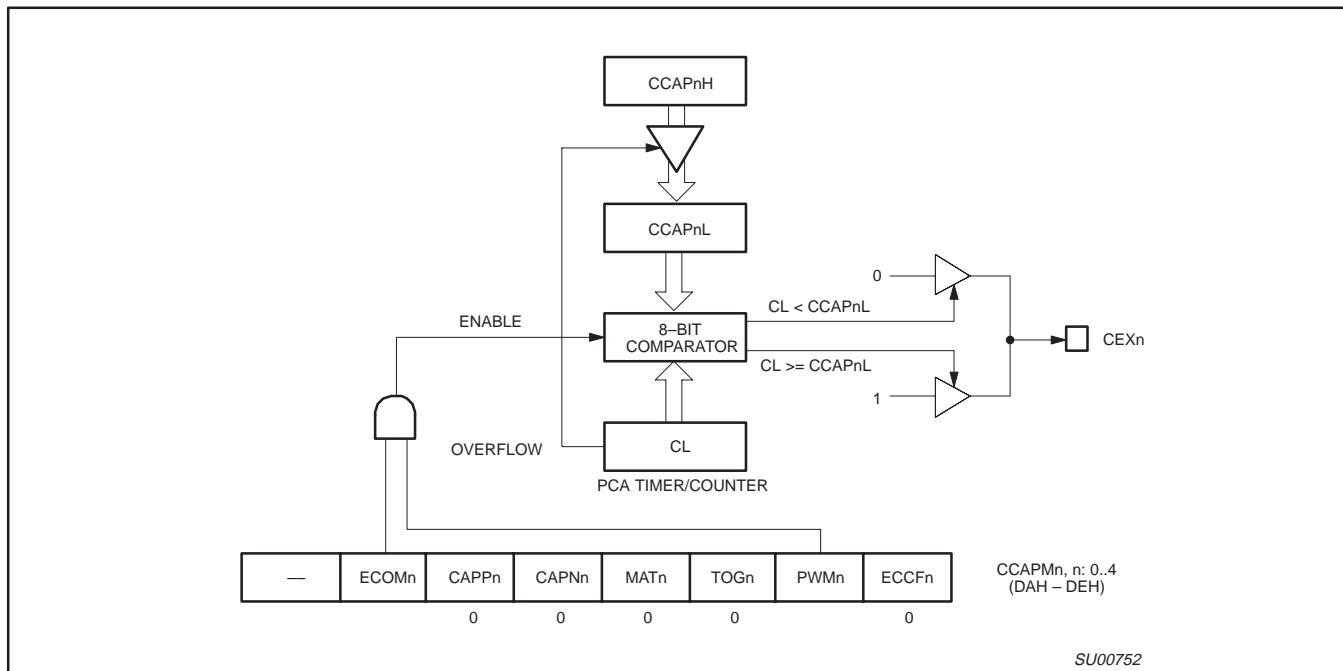 CCAPnH
CCAPnL
0
CL < CCAPnL
ENABLE
8–BIT
COMPARATOR
CEXn
CL >= CCAPnL
1
OVERFLOW
CL
PCA TIMER/COUNTER
— ECOMn CAPPn CAPNn MATn TOGn PWMn ECCFn
CCAPMn, n: 0..4
(DAH – DEH)
0 0 0 0 0
SU00752